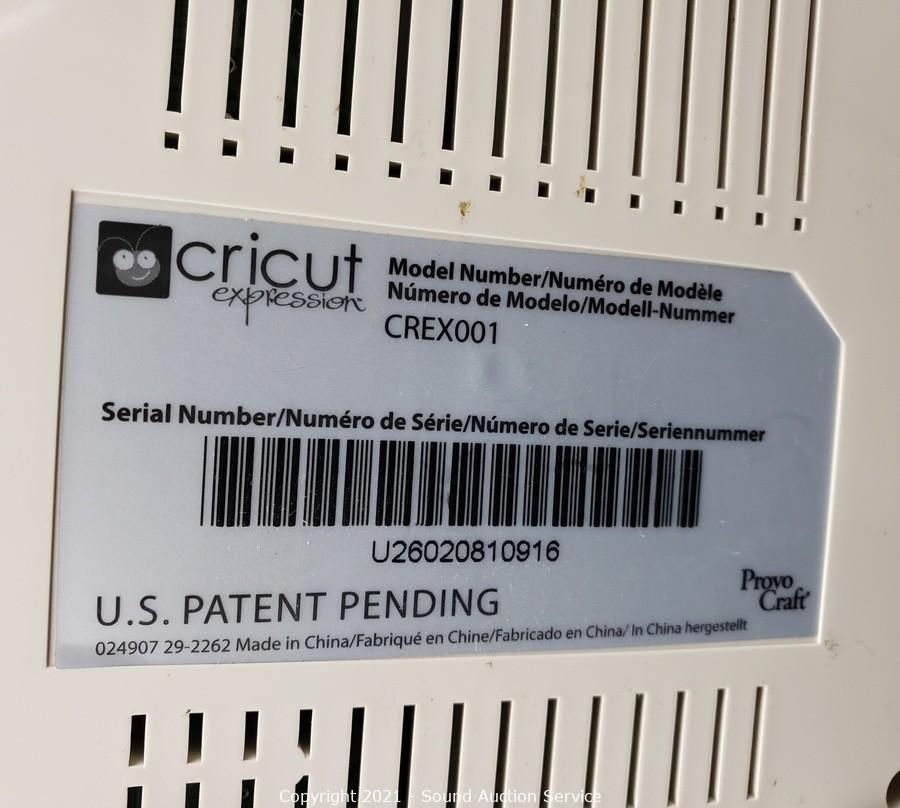 cricut
expression
Model Number/Numéro de Modèle
Número de Modelo/Modell-Nummer
CREX001
Serial Number/Numéro de Série/Número de Serie/Seriennummer
U26020810916
U.S. PATENT PENDING
Provo
Craft
024907 29-2262 Made in China/Fabriqué en Chine/Fabricado en China/ In China hergestellt
Copyright 2021 - Sound Auction Service